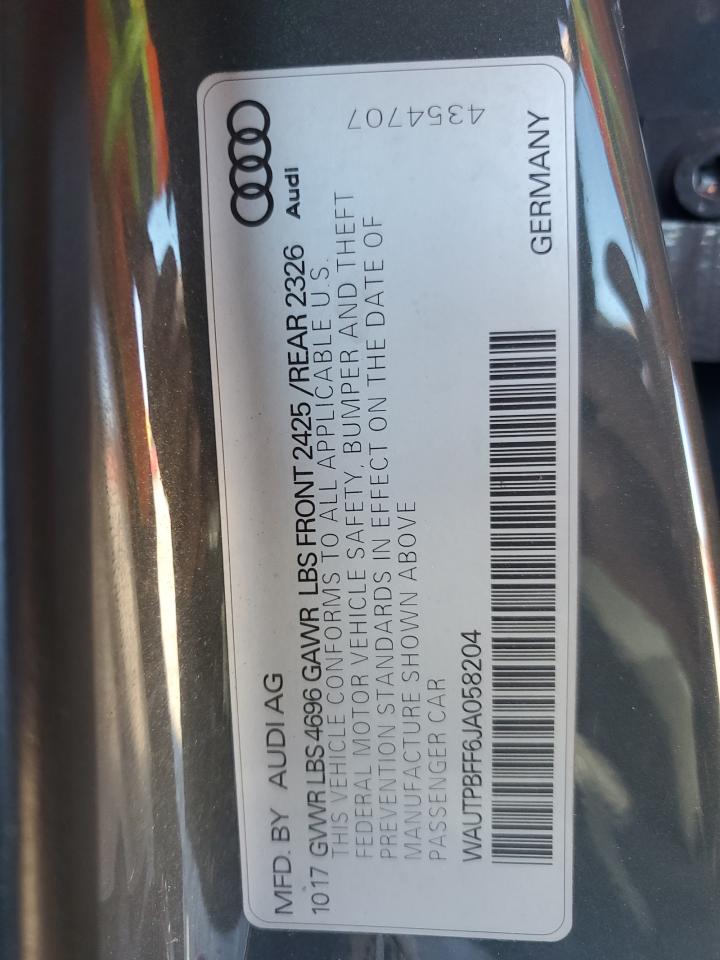 MFD. BY AUDI AG
10 17 GVWR LBS 4696 GAWR LBS FRONT 2425 /REAR 2326
THIS VEHICLE CONFORMS TO ALL APPLICABLE U.S.
FEDERAL MOTOR VEHICLE SAFETY, BUMPER AND THEFT
PREVENTION STANDARDS IN EFFECT ON THE DATE OF
MANUFACTURE SHOWN ABOVE
PASSENGER CAR
WAUTPBFF6JA058204
Audi
4354707
GERMANY